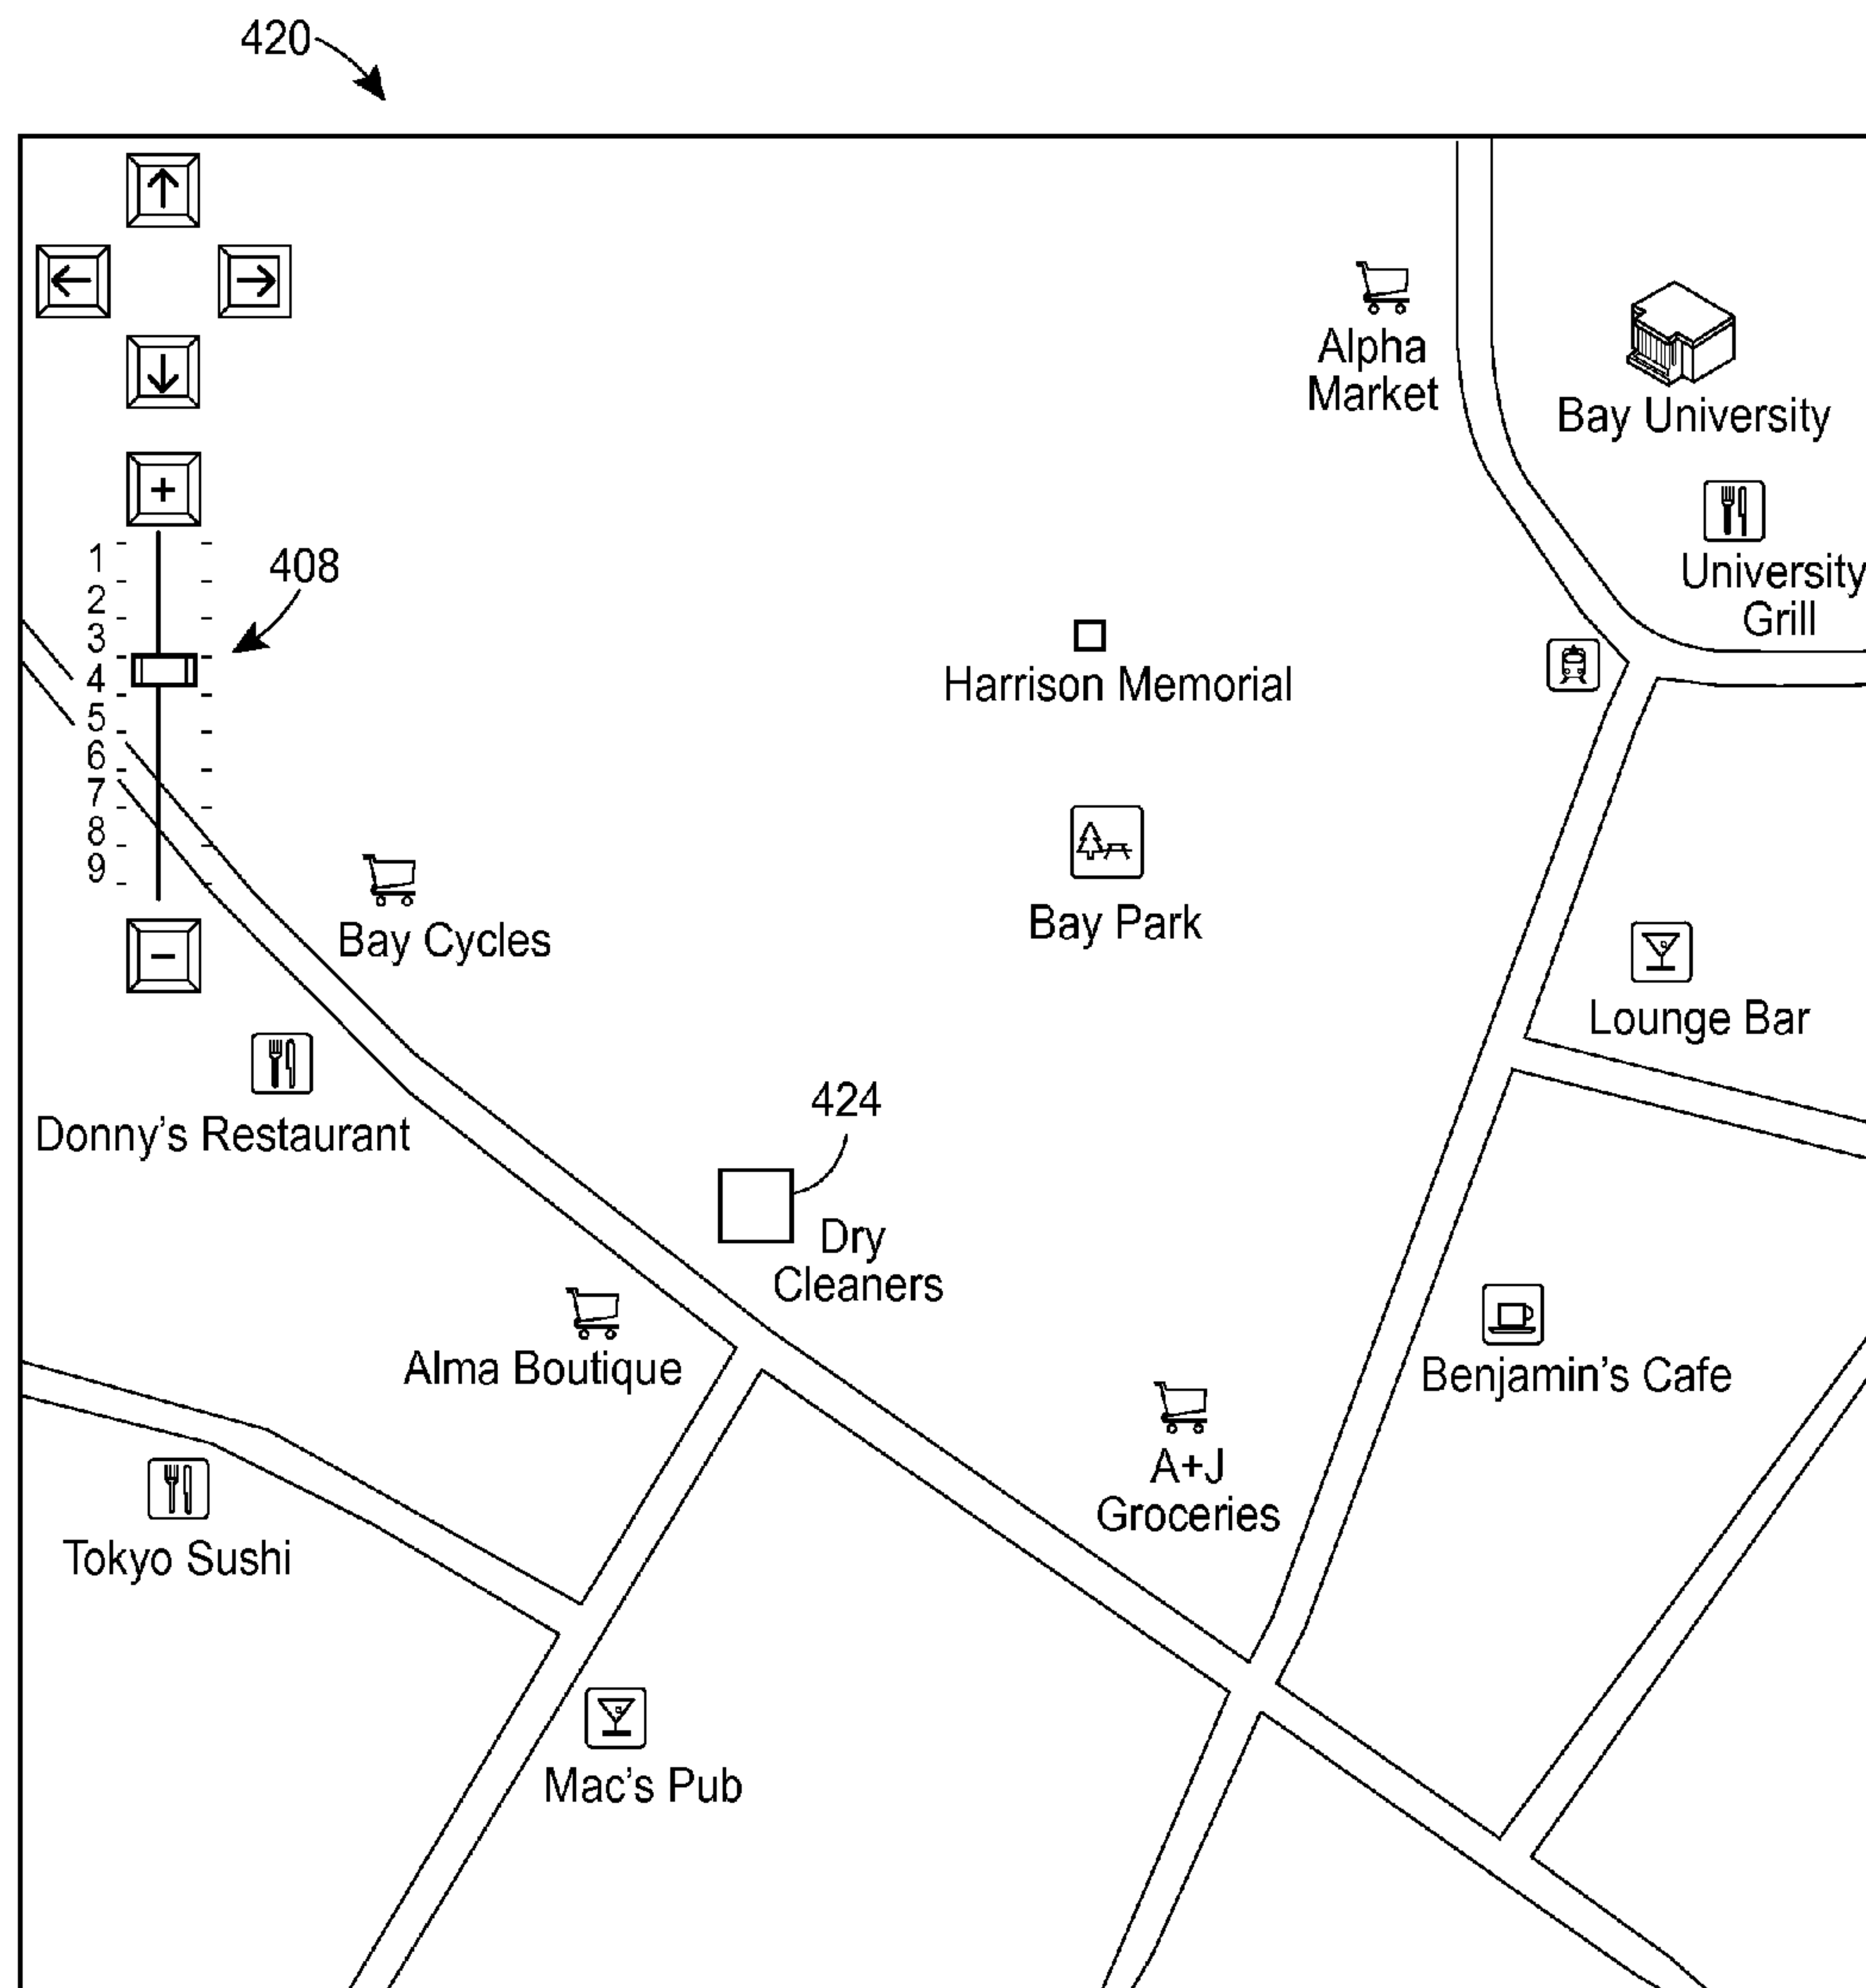 420
Alpha
Market
Bay University
+
1
2
3
4
5
6
7
8
9
408
University
Grill
Harrison Memorial
Bay Park
Bay Cycles
−
Lounge Bar
Donny's Restaurant
424
Dry
Cleaners
Alma Boutique
Benjamin's Cafe
A+J
Groceries
Tokyo Sushi
Mac's Pub